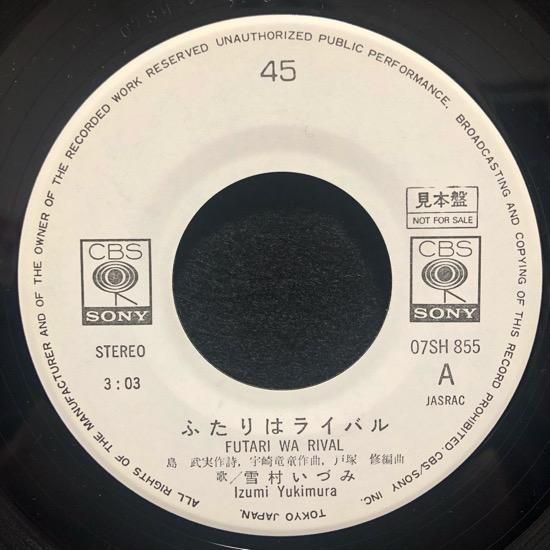 ALL RIGHTS OF THE MANUFACTURER AND OF THE OWNER OF THE RECORDED WORK RESERVED UNAUTHORIZED PUBLIC PERFORMANCE, BROADCASTING AND COPYING OF THIS RECORD PROHIBITED. CBS/SONY INC. TOKYO JAPAN.
45
見本盤
NOT FOR SALE
CBS
SONY
CBS
SONY
STEREO
3:03
07SH 855
A
JASRAC
ふたりはライバル
FUTARI WA RIVAL
島 武実作詩, 宇崎竜童作曲, 戸塚 修編曲
歌/雪村いづみ
Izumi Yukimura